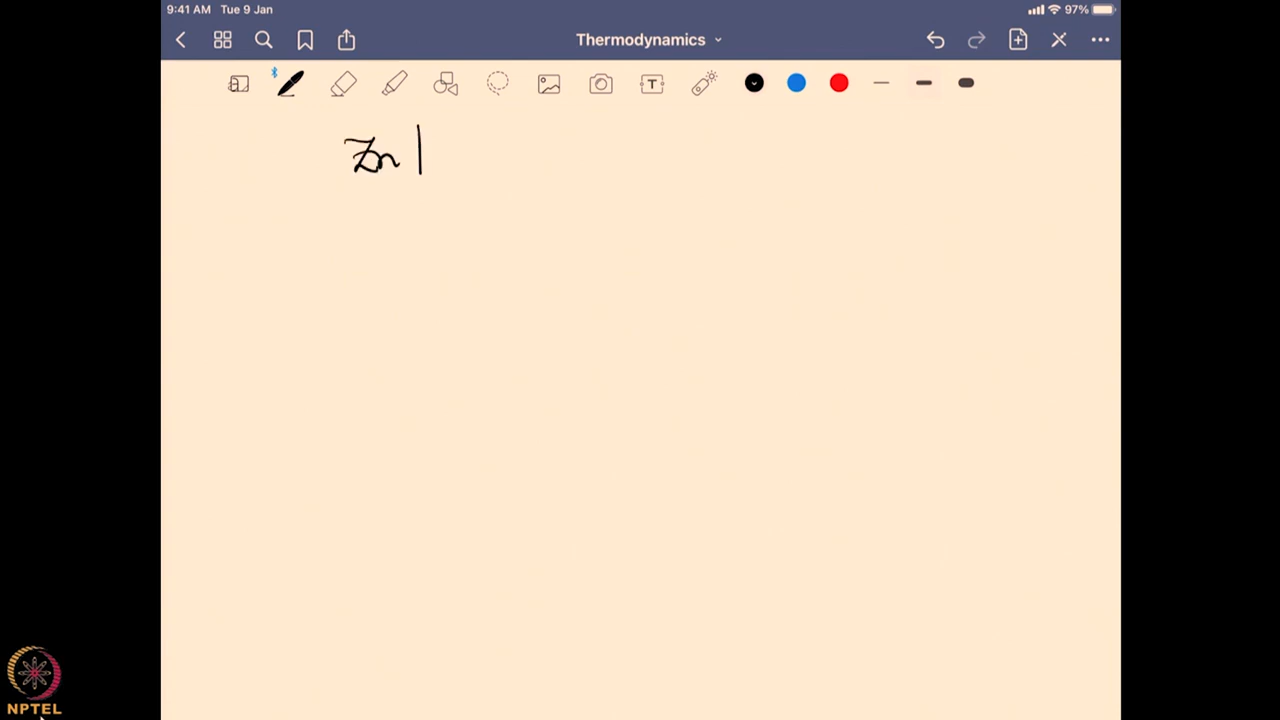 9:41 AM Tue 9 Jan
97%
Thermodynamics
T
Zn |
NPTEL